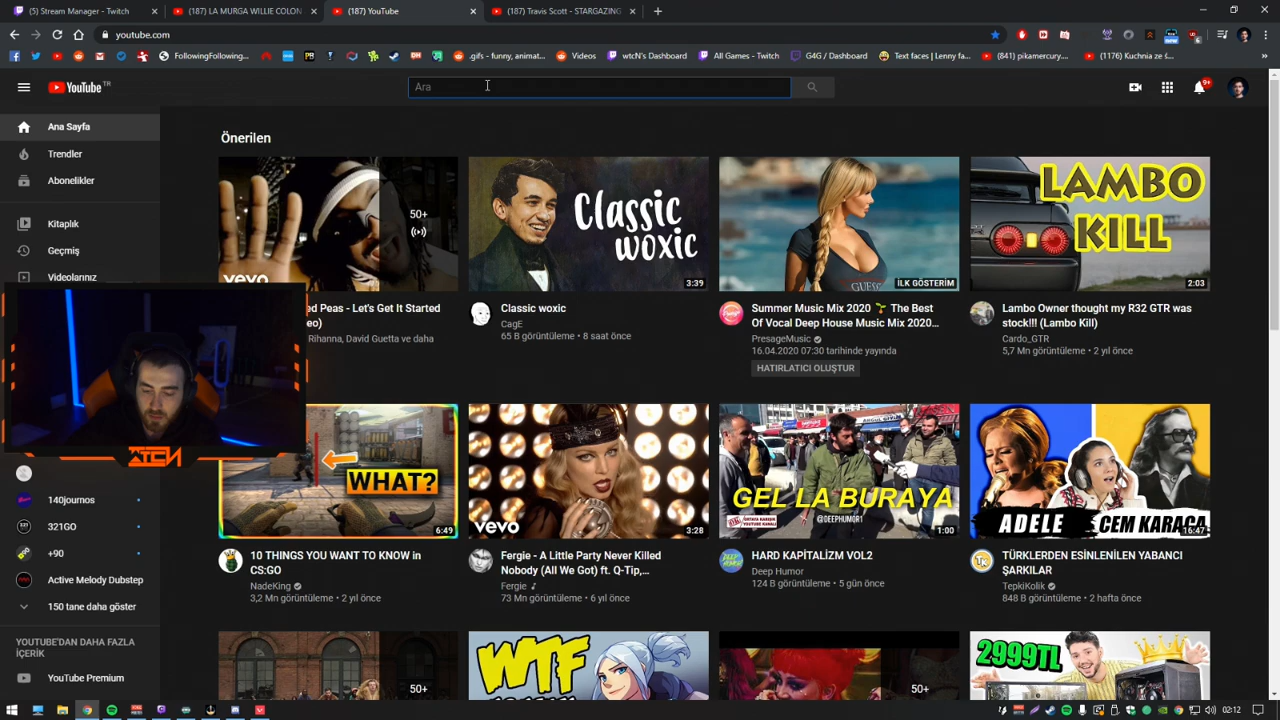 (5) Stream Manager - Twitch
(187) LA MURGA WILLIE COLON
(187) YouTube
(187) Travis Scott - STARGAZING
youtube.com
FollowingFollowing...
.gifs - funny, animat...
Videos
wtcN's Dashboard
All Games - Twitch
G4G / Dashboard
Text faces | Lenny fa...
(841) pikamercury....
(1176) Kuchnia ze ś...
YouTube TR
Ara
9+
Ana Sayfa
Trendler
Abonelikler
Kitaplık
Geçmiş
Videolarınız
Önerilen
50+
vevo
Classic
woxic
3:39
GUESS
İLK GÖSTERİM
LAMBO
KILL
2:03
ed Peas - Let's Get It Started
eo)
Rihanna, David Guetta ve daha
Classic woxic
CagE
65 B görüntüleme • 8 saat önce
Summer Music Mix 2020 🌱 The Best
Of Vocal Deep House Music Mix 2020...
PresageMusic
16.04.2020 07:30 tarihinde yayında
HATIRLATICI OLUŞTUR
Lambo Owner thought my R32 GTR was
stock!!! (Lambo Kill)
Cardo_GTR
5,7 Mn görüntüleme • 2 yıl önce
WHAT?
6:49
vevo
3:28
GEL LA BURAYA
@DEEPHUMOR1
1:00
ADELE
CEM KARACA
16:47
10 THINGS YOU WANT TO KNOW in
CS:GO
NadeKing
3,2 Mn görüntüleme • 2 yıl önce
Fergie - A Little Party Never Killed
Nobody (All We Got) ft. Q-Tip,...
Fergie
73 Mn görüntüleme • 6 yıl önce
HARD KAPİTALİZM VOL2
Deep Humor
124 B görüntüleme • 5 gün önce
TÜRKLERDEN ESİNLENİLEN YABANCI
ŞARKILAR
TepkiKolik
848 B görüntüleme • 2 hafta önce
140journos
321GO
+90
Active Melody Dubstep
150 tane daha göster
YOUTUBE'DAN DAHA FAZLA
İÇERİK
YouTube Premium
50+
WTF
50+
2999TL
02:12